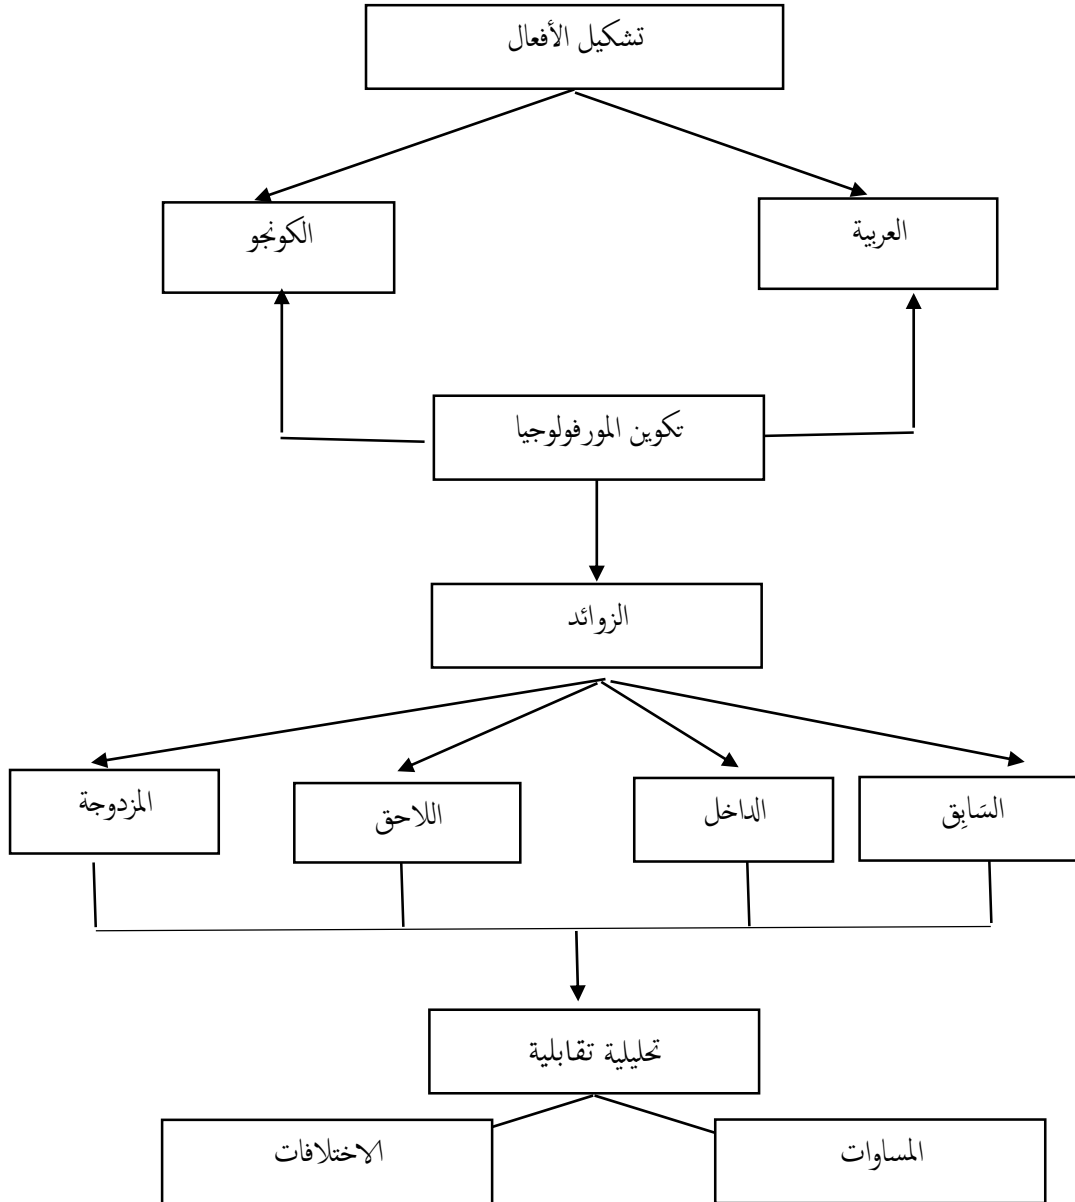 تشكيل الأفعال
العربية
الكونجو
تكوين المورفولوجيا
الزوائد
السَابِق
الداخل
اللاحق
المزدوجة
تحليلية تقابلية
المساوات
الاختلافات